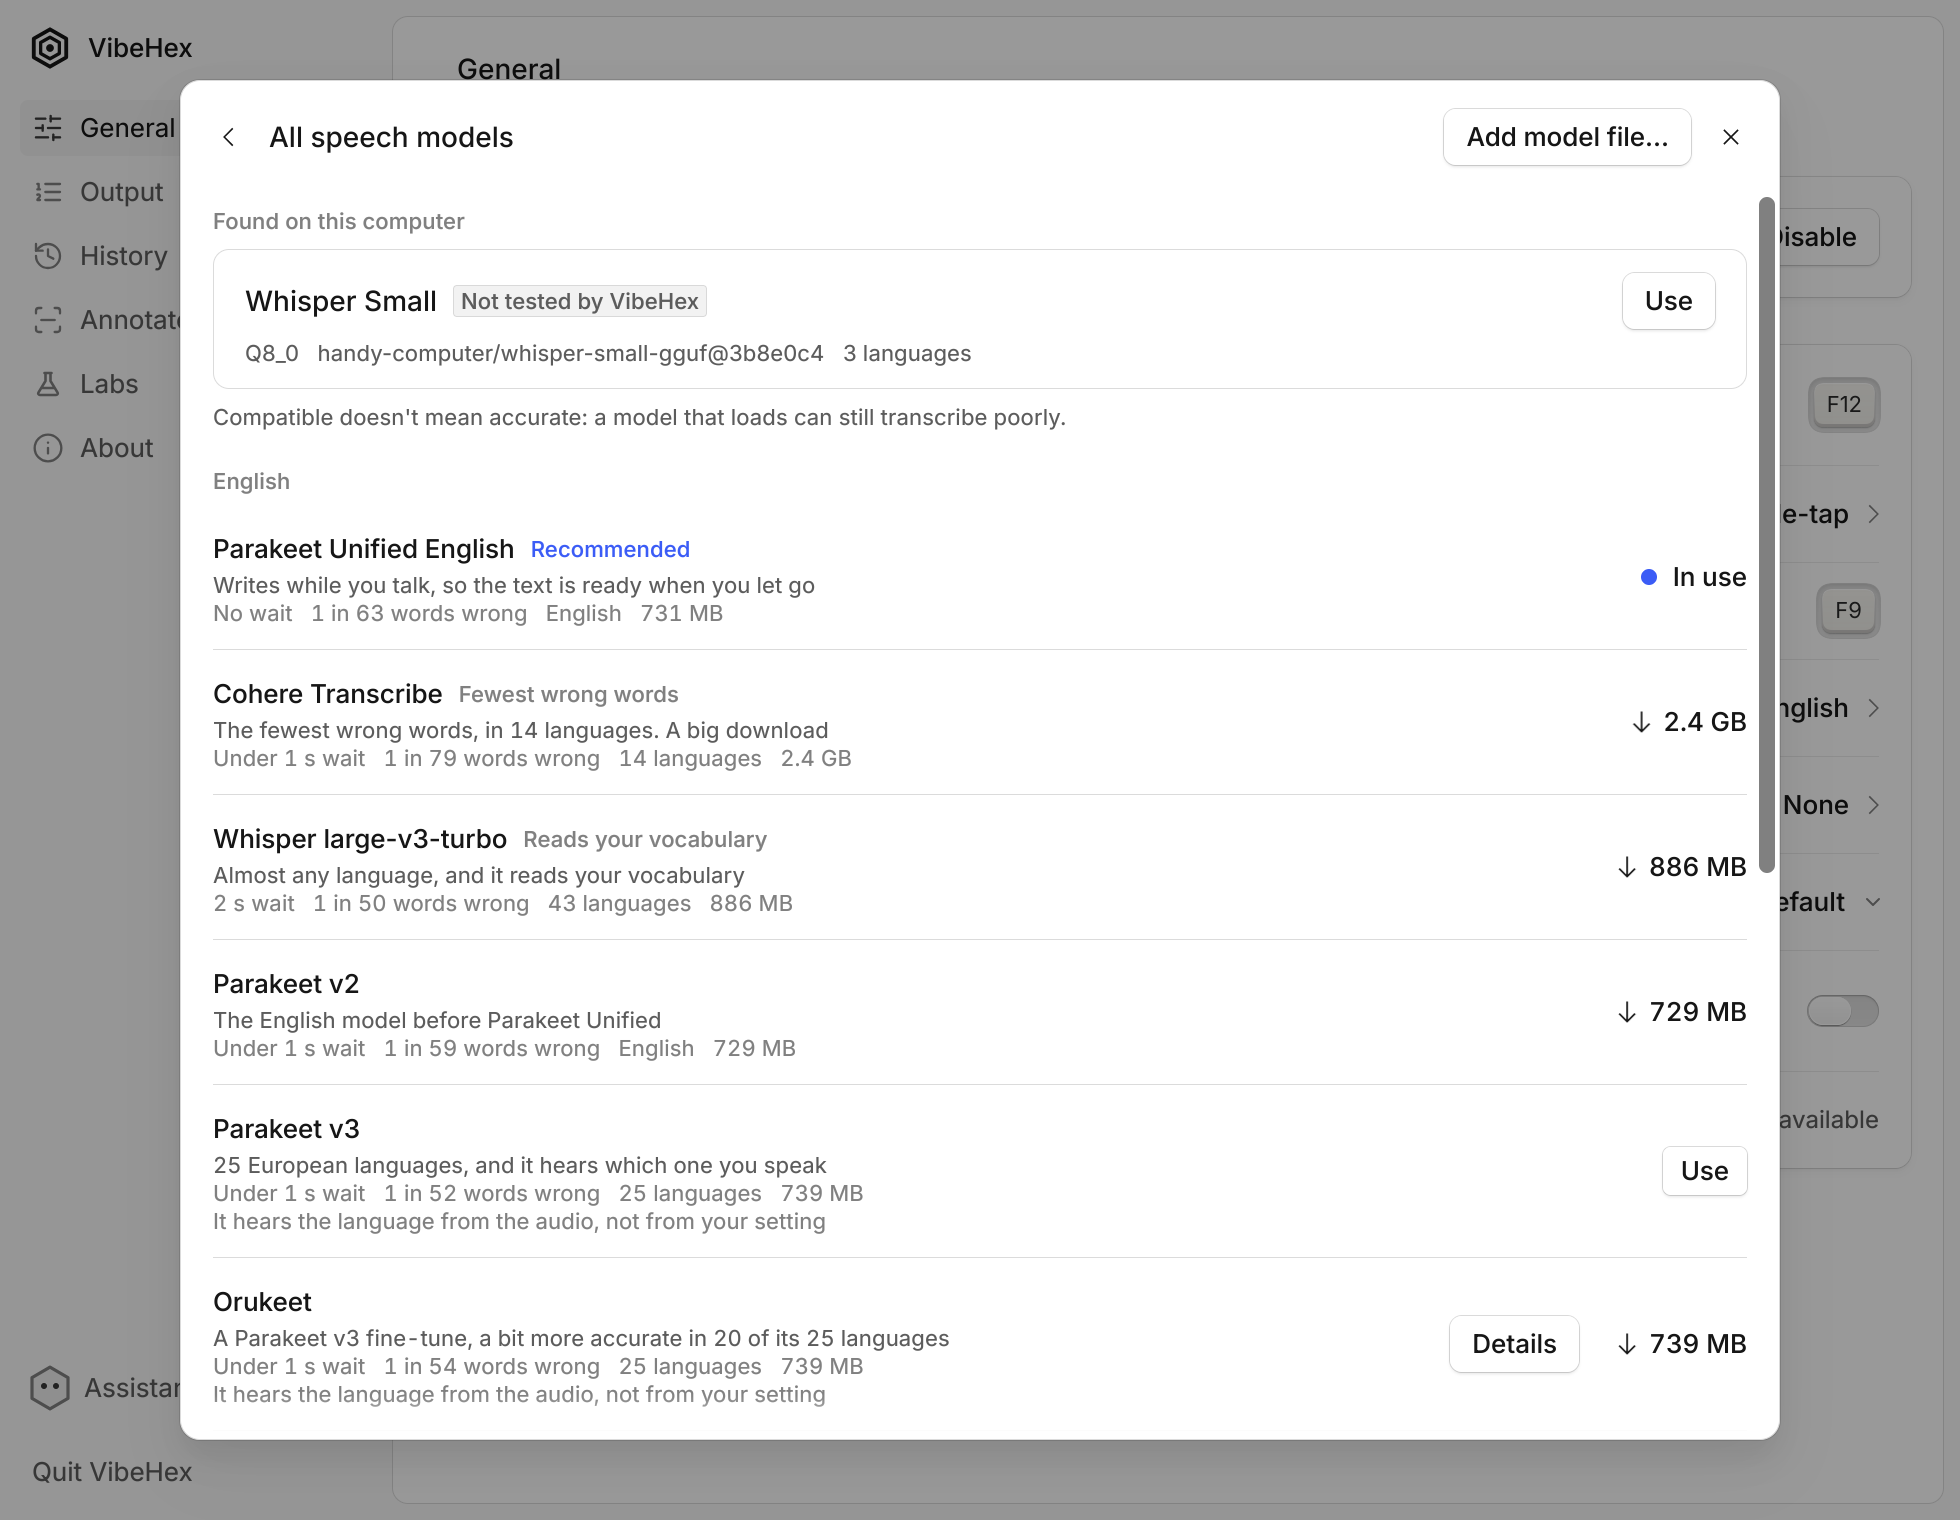 VibeHex
General
General
Output
History
Annotate
Labs
About
Assistan
Quit VibeHex
All speech models
Add model file...
Found on this computer
Whisper Small Not tested by VibeHex
Use
Q8_0 handy-computer/whisper-small-gguf@3b8e0c4 3 languages
Compatible doesn't mean accurate: a model that loads can still transcribe poorly.
English
Parakeet Unified English Recommended
Writes while you talk, so the text is ready when you let go
No wait 1 in 63 words wrong English 731 MB
In use
Cohere Transcribe Fewest wrong words
The fewest wrong words, in 14 languages. A big download
Under 1 s wait 1 in 79 words wrong 14 languages 2.4 GB
↓ 2.4 GB
Whisper large-v3-turbo Reads your vocabulary
Almost any language, and it reads your vocabulary
2 s wait 1 in 50 words wrong 43 languages 886 MB
↓ 886 MB
Parakeet v2
The English model before Parakeet Unified
Under 1 s wait 1 in 59 words wrong English 729 MB
↓ 729 MB
Parakeet v3
25 European languages, and it hears which one you speak
Under 1 s wait 1 in 52 words wrong 25 languages 739 MB
It hears the language from the audio, not from your setting
Use
Orukeet
A Parakeet v3 fine-tune, a bit more accurate in 20 of its 25 languages
Under 1 s wait 1 in 54 words wrong 25 languages 739 MB
It hears the language from the audio, not from your setting
Details
↓ 739 MB
isable
F12
e-tap
F9
nglish
None
efault
available